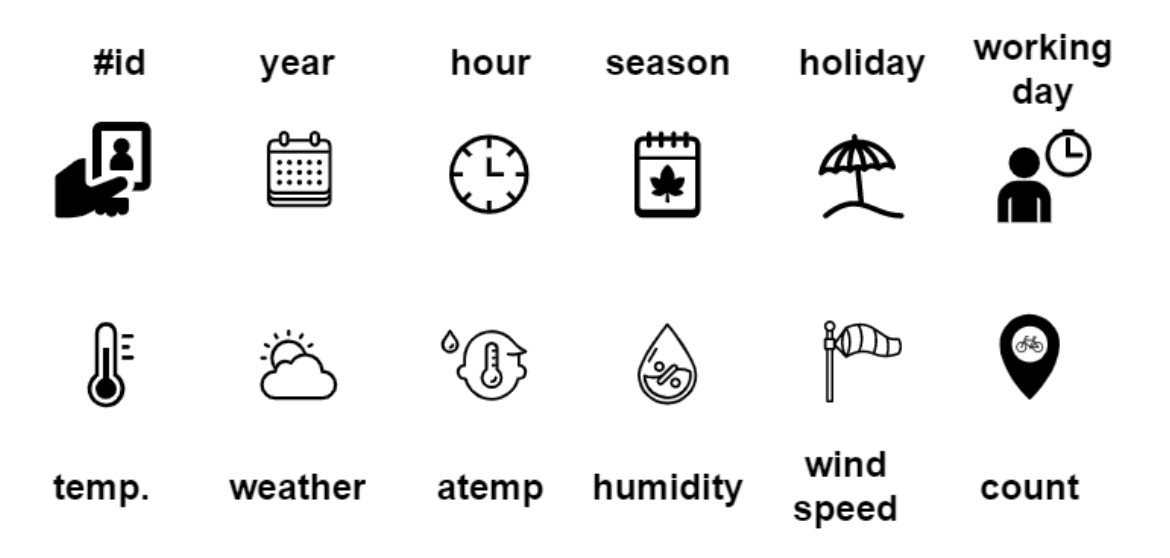 #id
year
hour
season
holiday
working
day
temp.
weather
atemp
humidity
wind
speed
count